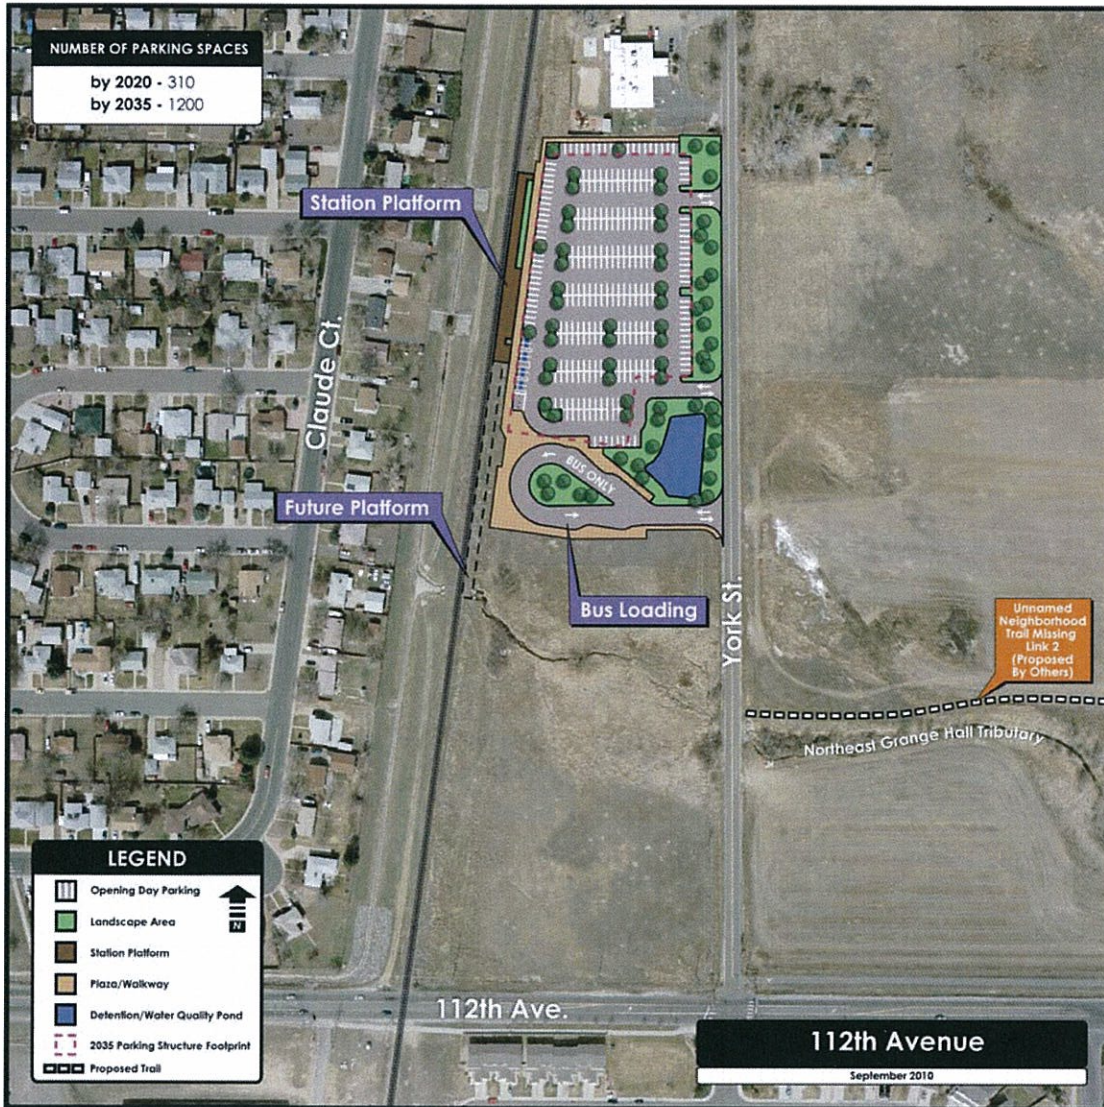 NUMBER OF PARKING SPACES
by 2020 - 310
by 2035 - 1200
Station Platform
Claude Ct.
Future Platform
BUS ONLY
Bus Loading
York St.
Unnamed
Neighborhood
Trail Missing
Link 2
(Proposed
By Others)
Northeast Grange Hall Tributary
LEGEND
Opening Day Parking
Landscape Area
Station Platform
Plaza/Walkway
Detention/Water Quality Pond
2035 Parking Structure Footprint
Proposed Trail
N
112th Ave.
112th Avenue
September 2010